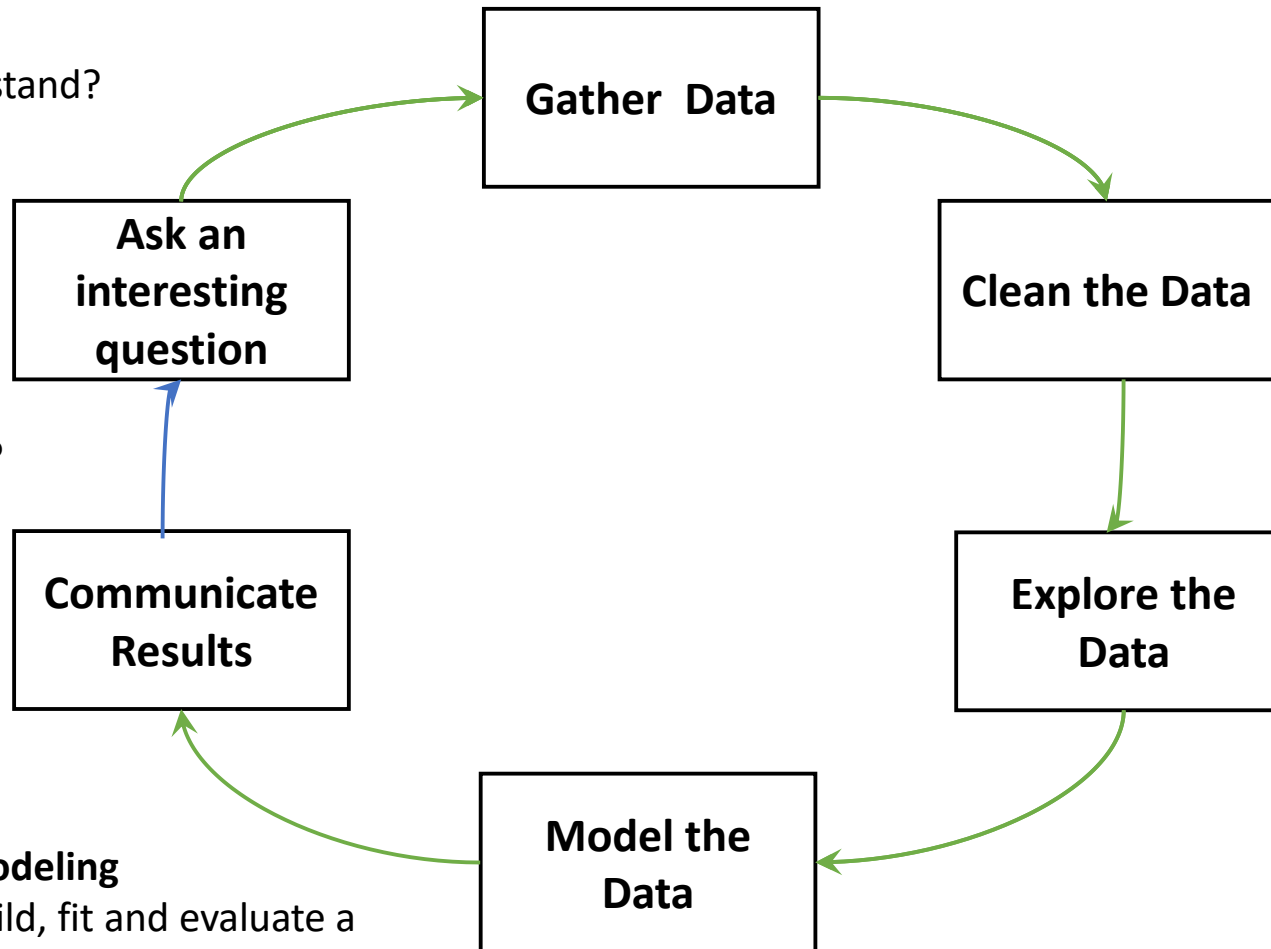 stand?
Gather Data
Ask an
interesting
question
Clean the Data
?
Communicate
Results
Explore the
Data
Model the
Data
odeling
ild, fit and evaluate a